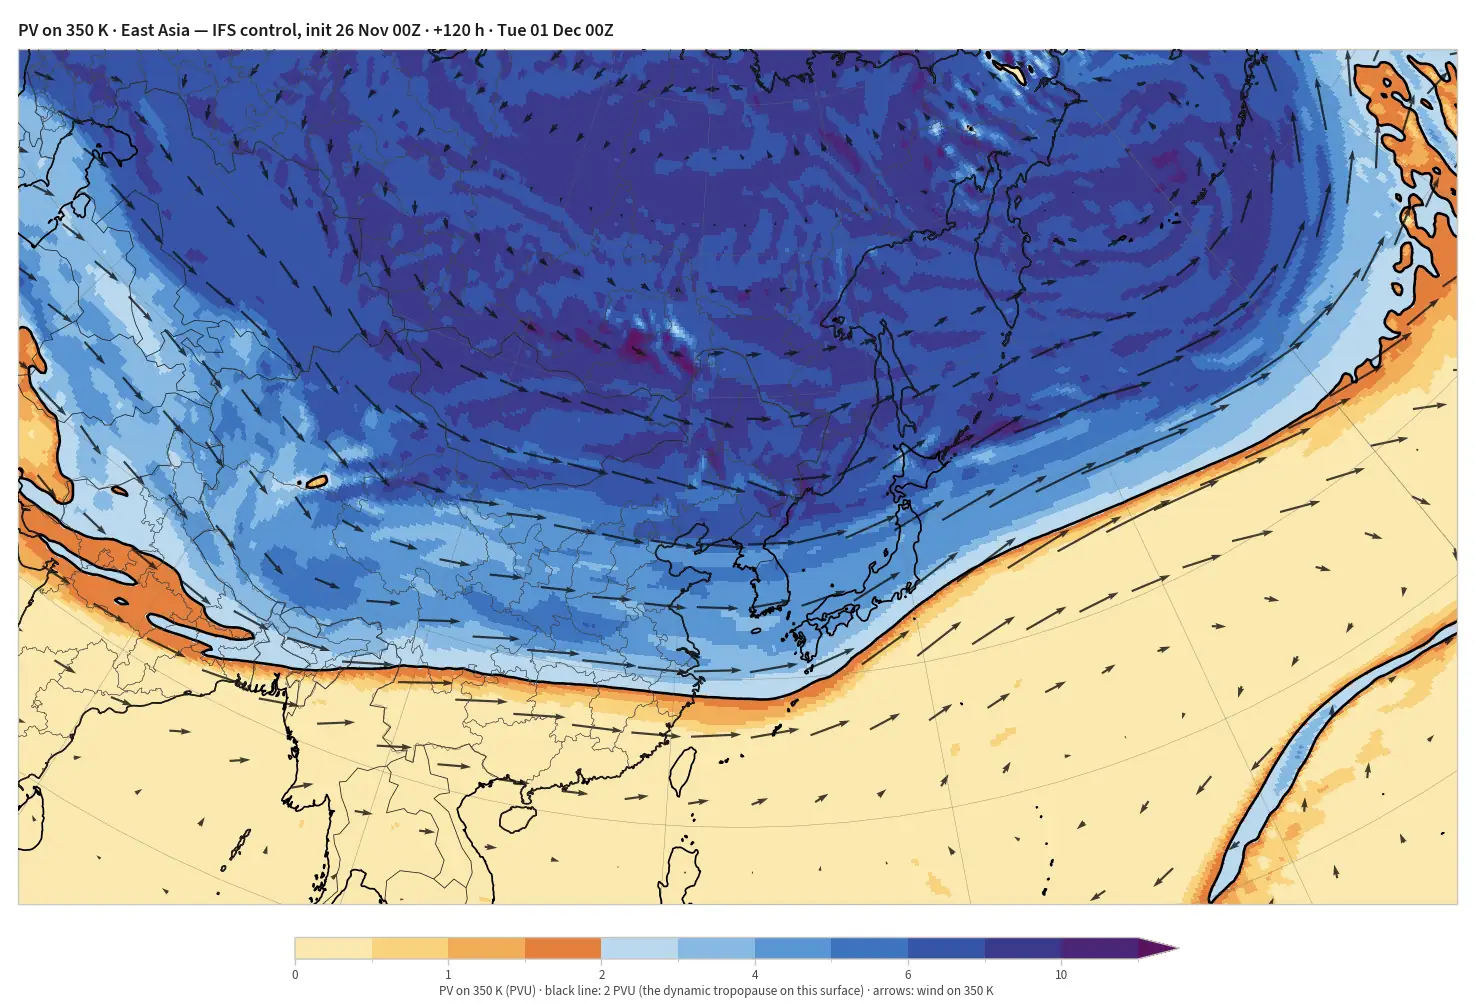 PV on 350 K · East Asia — IFS control, init 26 Nov 00Z · +120 h · Tue 01 Dec 00Z
0 1 2 4 6 10
PV on 350 K (PVU) · black line: 2 PVU (the dynamic tropopause on this surface) · arrows: wind on 350 K